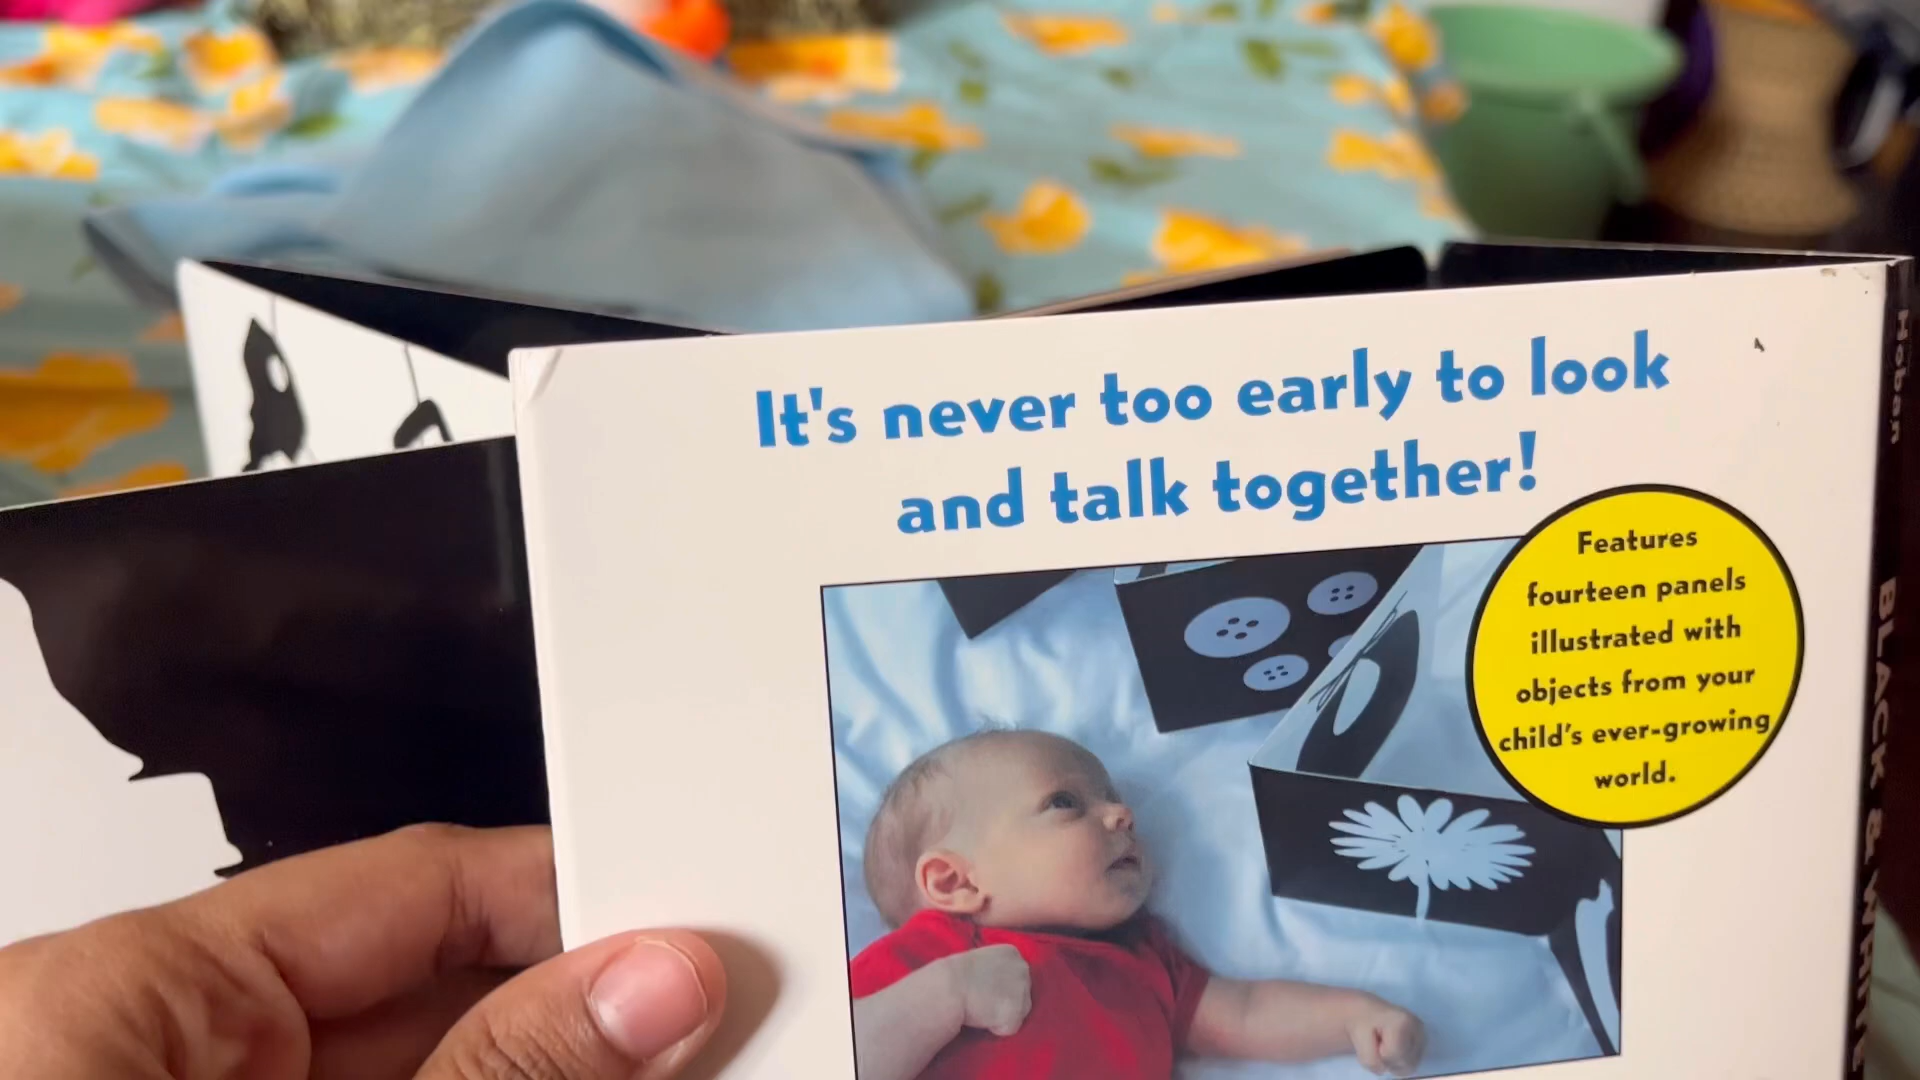 It's never too early to look
and talk together!
Features
fourteen panels
illustrated with
objects from your
child's ever-growing
world.
Hoban
BLACK & WHITE